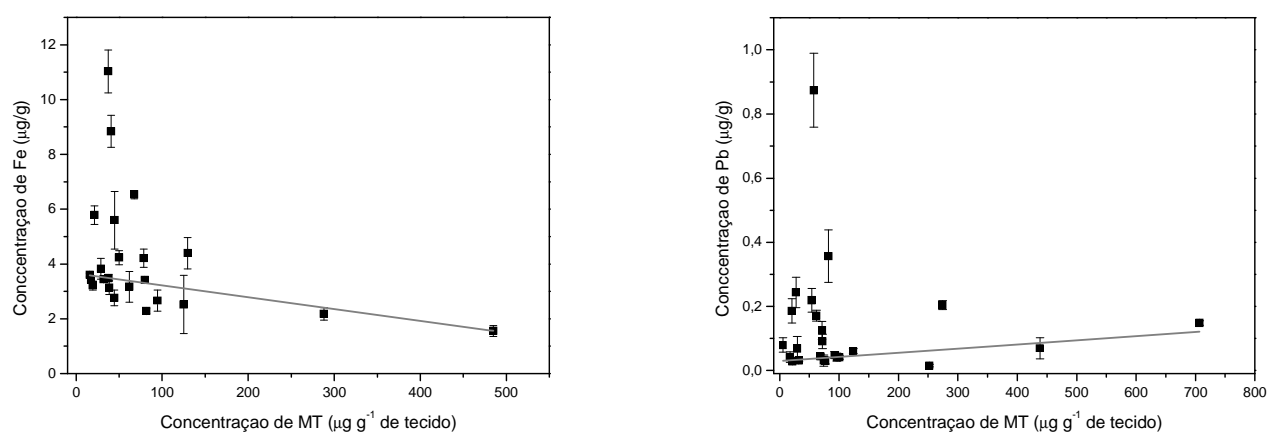 12
10
8
6
4
2
0
Conccentraçao de Fe (µg/g)
0 100 200 300 400 500
Concentraçao de MT (µg g⁻¹ de tecido)
1,0
0,8
0,6
0,4
0,2
0,0
Conccentraçao de Pb (µg/g)
0 100 200 300 400 500 600 700 800
Concentraçao de MT (µg g⁻¹ de tecido)